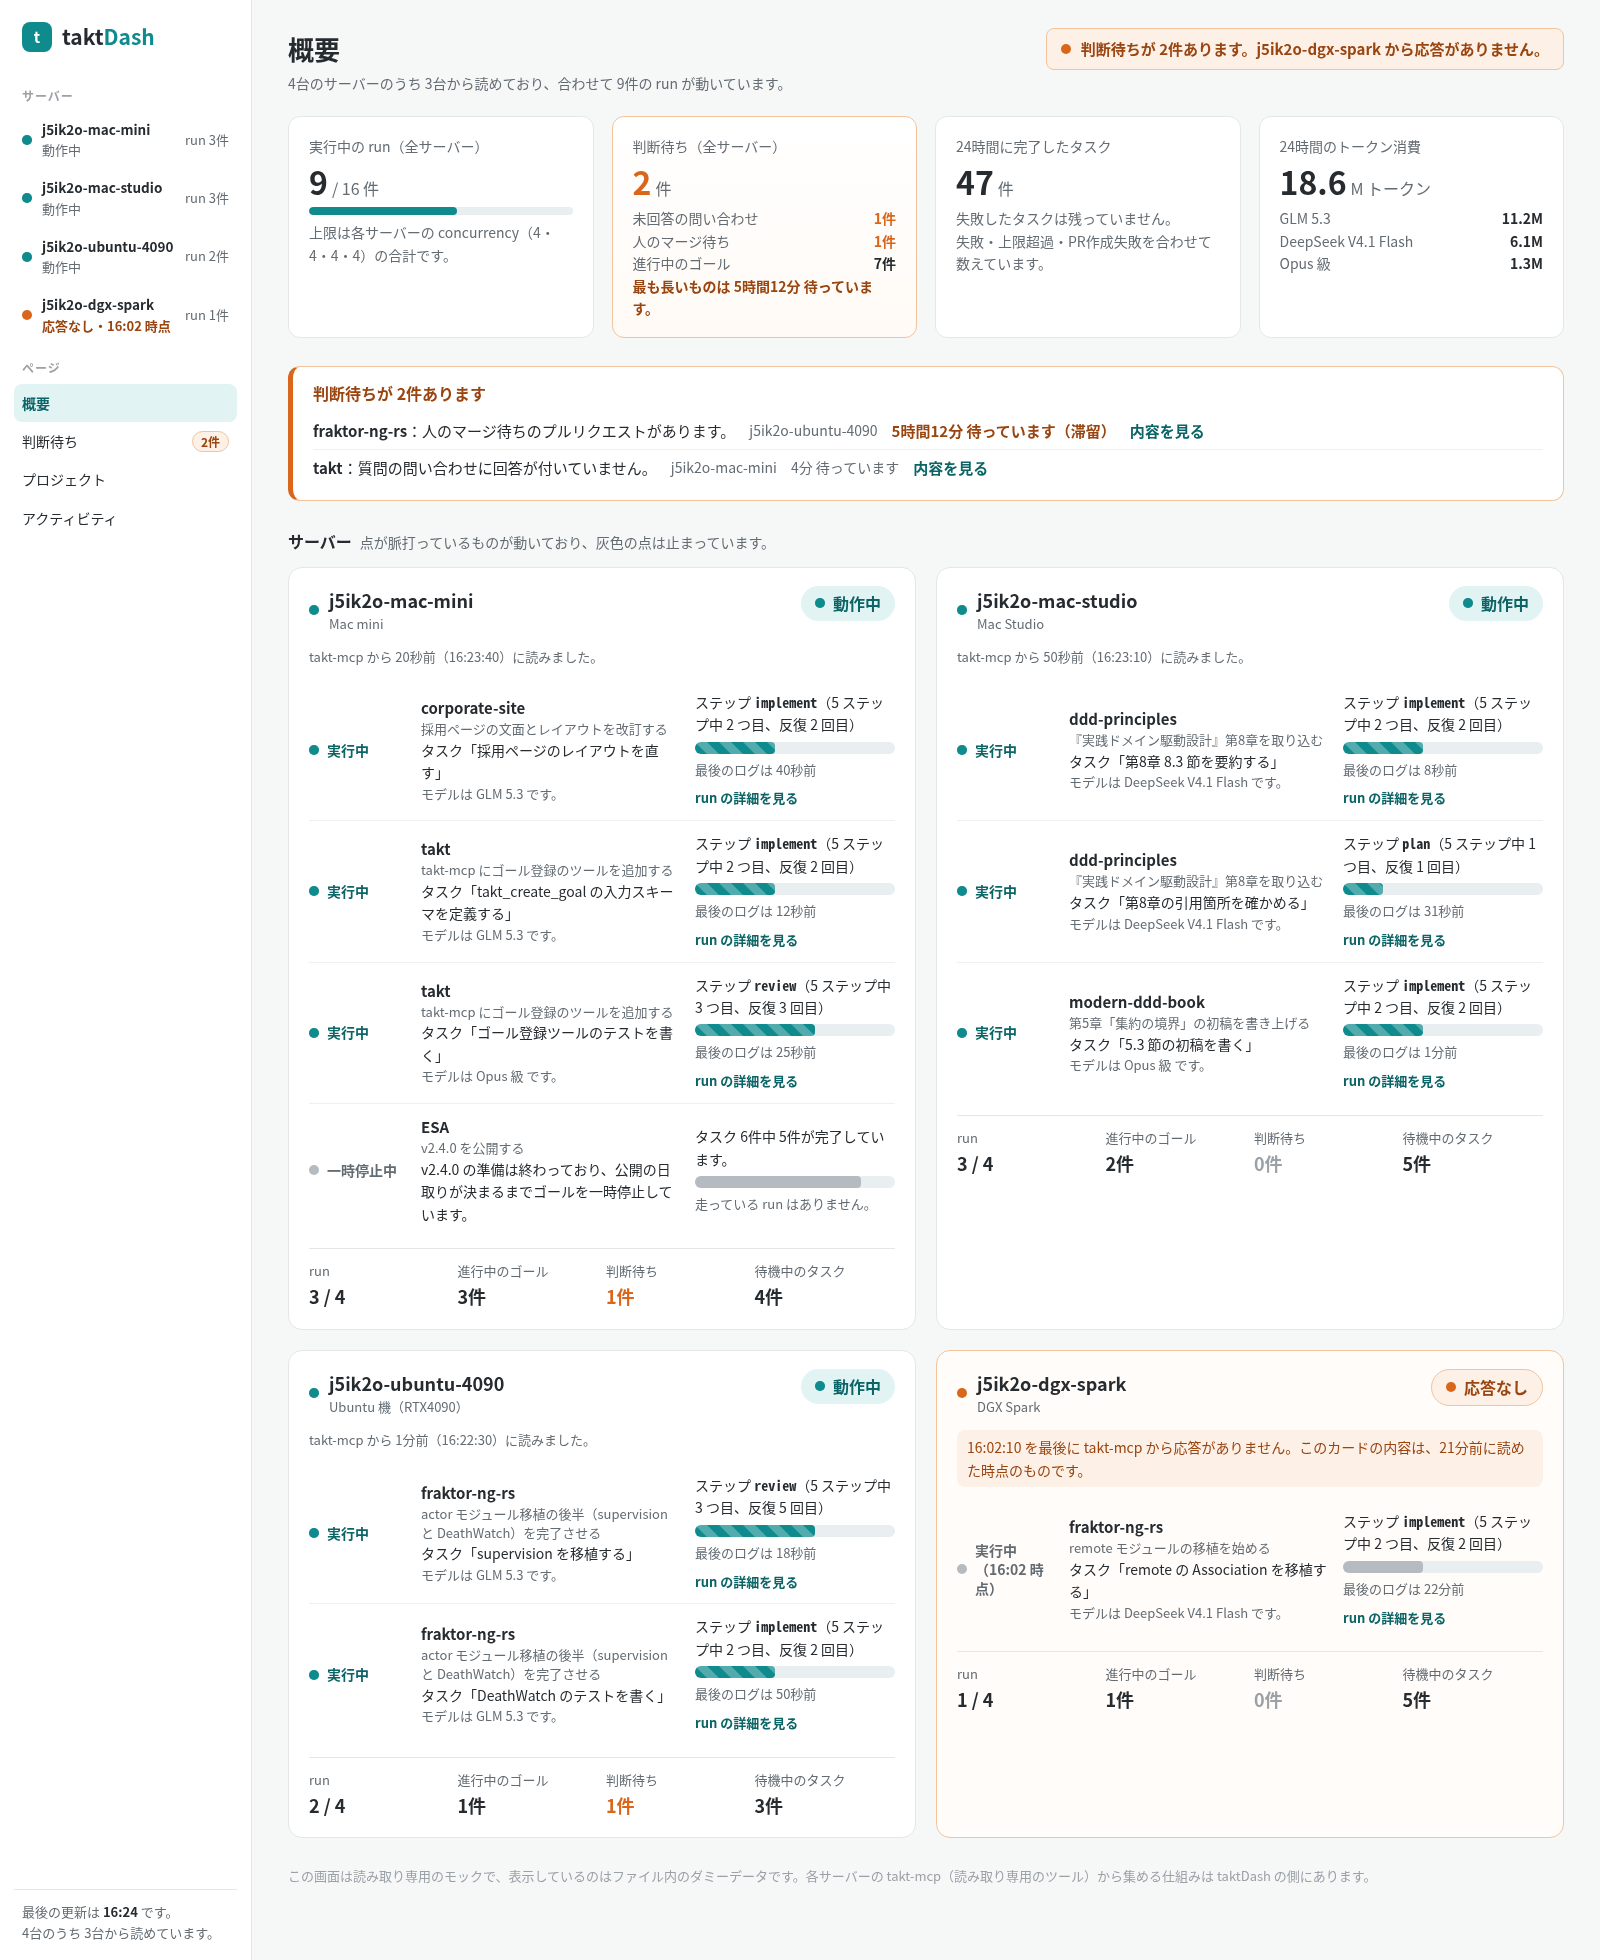 t taktDash
サーバー
j5ik2o-mac-mini
動作中
run 3件
j5ik2o-mac-studio
動作中
run 3件
j5ik2o-ubuntu-4090
動作中
run 2件
j5ik2o-dgx-spark
応答なし・16:02 時点
run 1件
ページ
概要
判断待ち 2件
プロジェクト
アクティビティ
最後の更新は 16:24 です。
4台のうち 3台から読めています。
概要
4台のサーバーのうち 3台から読めており、合わせて 9件の run が動いています。
判断待ちが 2件あります。j5ik2o-dgx-spark から応答がありません。
実行中の run（全サーバー）
9 / 16 件
上限は各サーバーの concurrency（4・
4・4・4）の合計です。
判断待ち（全サーバー）
2 件
未回答の問い合わせ 1件
人のマージ待ち 1件
進行中のゴール 7件
最も長いものは 5時間12分 待っていま
す。
24時間に完了したタスク
47 件
失敗したタスクは残っていません。
失敗・上限超過・PR作成失敗を合わせて
数えています。
24時間のトークン消費
18.6 M トークン
GLM 5.3 11.2M
DeepSeek V4.1 Flash 6.1M
Opus 級 1.3M
判断待ちが 2件あります
fraktor-ng-rs：人のマージ待ちのプルリクエストがあります。 j5ik2o-ubuntu-4090 5時間12分 待っています（滞留） 内容を見る
takt：質問の問い合わせに回答が付いていません。 j5ik2o-mac-mini 4分 待っています 内容を見る
サーバー 点が脈打っているものが動いており、灰色の点は止まっています。
j5ik2o-mac-mini
Mac mini
動作中
takt-mcp から 20秒前（16:23:40）に読みました。
実行中
corporate-site
採用ページの文面とレイアウトを改訂する
タスク「採用ページのレイアウトを直
す」
モデルは GLM 5.3 です。
ステップ implement（5 ステッ
プ中 2 つ目、反復 2 回目）
最後のログは 40秒前
run の詳細を見る
実行中
takt
takt-mcp にゴール登録のツールを追加する
タスク「takt_create_goal の入力スキー
マを定義する」
モデルは GLM 5.3 です。
ステップ implement（5 ステッ
プ中 2 つ目、反復 2 回目）
最後のログは 12秒前
run の詳細を見る
実行中
takt
takt-mcp にゴール登録のツールを追加する
タスク「ゴール登録ツールのテストを書
く」
モデルは Opus 級 です。
ステップ review（5 ステップ中
3 つ目、反復 3 回目）
最後のログは 25秒前
run の詳細を見る
一時停止中
ESA
v2.4.0 を公開する
v2.4.0 の準備は終わっており、公開の日
取りが決まるまでゴールを一時停止して
います。
タスク 6件中 5件が完了してい
ます。
走っている run はありません。
run 進行中のゴール 判断待ち 待機中のタスク
3 / 4 3件 1件 4件
j5ik2o-mac-studio
Mac Studio
動作中
takt-mcp から 50秒前（16:23:10）に読みました。
実行中
ddd-principles
『実践ドメイン駆動設計』第8章を取り込む
タスク「第8章 8.3 節を要約する」
モデルは DeepSeek V4.1 Flash です。
ステップ implement（5 ステッ
プ中 2 つ目、反復 2 回目）
最後のログは 8秒前
run の詳細を見る
実行中
ddd-principles
『実践ドメイン駆動設計』第8章を取り込む
タスク「第8章の引用箇所を確かめる」
モデルは DeepSeek V4.1 Flash です。
ステップ plan（5 ステップ中 1
つ目、反復 1 回目）
最後のログは 31秒前
run の詳細を見る
実行中
modern-ddd-book
第5章「集約の境界」の初稿を書き上げる
タスク「5.3 節の初稿を書く」
モデルは Opus 級 です。
ステップ implement（5 ステッ
プ中 2 つ目、反復 2 回目）
最後のログは 1分前
run の詳細を見る
run 進行中のゴール 判断待ち 待機中のタスク
3 / 4 2件 0件 5件
j5ik2o-ubuntu-4090
Ubuntu 機（RTX4090）
動作中
takt-mcp から 1分前（16:22:30）に読みました。
実行中
fraktor-ng-rs
actor モジュール移植の後半（supervision
と DeathWatch）を完了させる
タスク「supervision を移植する」
モデルは GLM 5.3 です。
ステップ review（5 ステップ中
3 つ目、反復 5 回目）
最後のログは 18秒前
run の詳細を見る
実行中
fraktor-ng-rs
actor モジュール移植の後半（supervision
と DeathWatch）を完了させる
タスク「DeathWatch のテストを書く」
モデルは GLM 5.3 です。
ステップ implement（5 ステッ
プ中 2 つ目、反復 2 回目）
最後のログは 50秒前
run の詳細を見る
run 進行中のゴール 判断待ち 待機中のタスク
2 / 4 1件 1件 3件
j5ik2o-dgx-spark
DGX Spark
応答なし
16:02:10 を最後に takt-mcp から応答がありません。このカードの内容は、21分前に読め
た時点のものです。
実行中
（16:02 時
点）
fraktor-ng-rs
remote モジュールの移植を始める
タスク「remote の Association を移植す
る」
モデルは DeepSeek V4.1 Flash です。
ステップ implement（5 ステッ
プ中 2 つ目、反復 2 回目）
最後のログは 22分前
run の詳細を見る
run 進行中のゴール 判断待ち 待機中のタスク
1 / 4 1件 0件 5件
この画面は読み取り専用のモックで、表示しているのはファイル内のダミーデータです。各サーバーの takt-mcp（読み取り専用のツール）から集める仕組みは taktDash の側にあります。